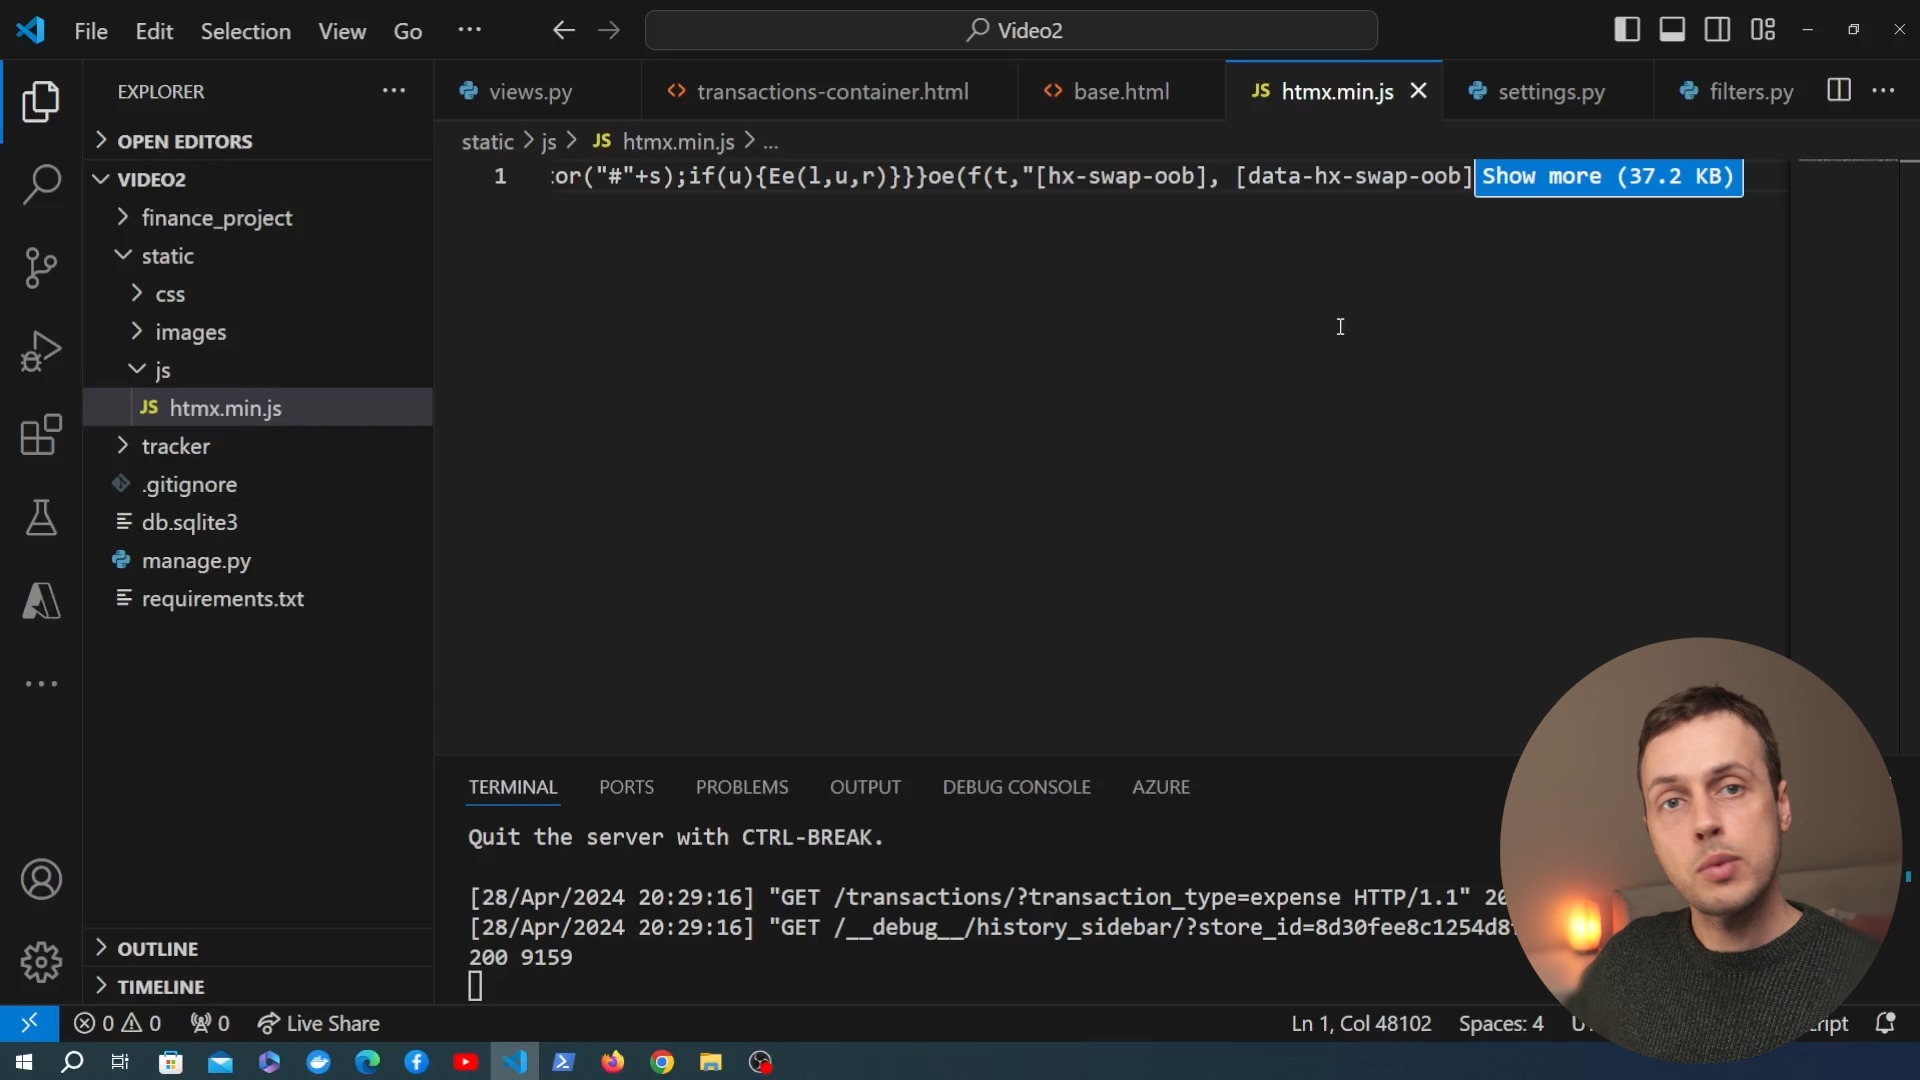 File Edit Selection View Go ... Video2
EXPLORER ...
OPEN EDITORS
VIDEO2
finance_project
static
css
images
js
JS htmx.min.js
tracker
.gitignore
db.sqlite3
manage.py
requirements.txt
OUTLINE
TIMELINE
views.py transactions-container.html base.html JS htmx.min.js settings.py filters.py ...
static > js > JS htmx.min.js > ...
1 :or("#"+s);if(u){Ee(l,u,r)}}}oe(f(t,"[hx-swap-oob], [data-hx-swap-oob] Show more (37.2 KB)
TERMINAL PORTS PROBLEMS OUTPUT DEBUG CONSOLE AZURE
Quit the server with CTRL-BREAK.
[28/Apr/2024 20:29:16] "GET /transactions/?transaction_type=expense HTTP/1.1" 20
[28/Apr/2024 20:29:16] "GET /__debug__/history_sidebar/?store_id=8d30fee8c1254d8
200 9159
0 0 0 Live Share Ln 1, Col 48102 Spaces: 4 U ript